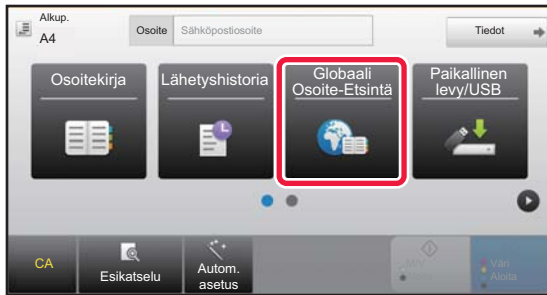 Alkup.
A4
Osoite
Sähköpostiosoite
Tiedot
Osoitekirja
Lähetyshistoria
Globaali
Osoite-Etsintä
Paikallinen
levy/USB
CA
Esikatselu
Autom.
asetus
M/V
Aloita
Väri
Aloita